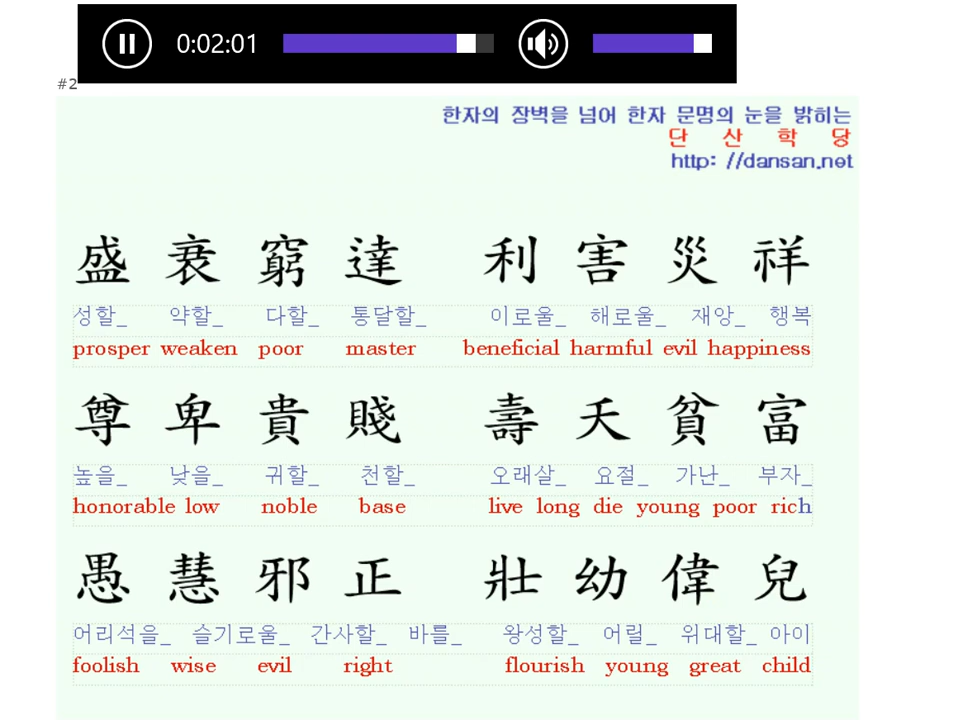 0:02:01
#2
한자의 장벽을 넘어 한자 문명의 눈을 밝히는
단 산 학 당
http: //dansan.net
盛 衰 窮 達 利 害 災 祥
성할_ 약할_ 다할_ 통달할_ 이로울_ 해로울_ 재앙_ 행복
prosper weaken poor master beneficial harmful evil happiness
尊 卑 貴 賤 壽 夭 貧 富
높을_ 낮을_ 귀할_ 천할_ 오래살_ 요절_ 가난_ 부자_
honorable low noble base live long die young poor rich
愚 慧 邪 正 壯 幼 偉 兒
어리석을_ 슬기로울_ 간사할_ 바를_ 왕성할_ 어릴_ 위대할_ 아이
foolish wise evil right flourish young great child